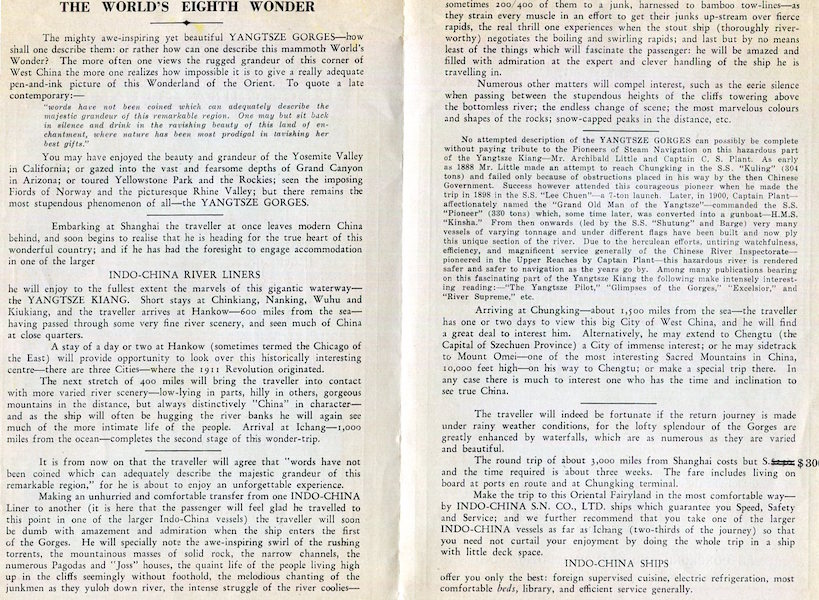 THE WORLD'S EIGHTH WONDER
The mighty awe-inspiring yet beautiful YANGTSZE GORGES—how
shall one describe them: or rather how can one describe this mammoth World's
Wonder? The more often one views the rugged grandeur of this corner of
West China the more one realizes how impossible it is to give a really adequate
pen-and-ink picture of this Wonderland of the Orient. To quote a late
contemporary:—
"words have not been coined which can adequately describe the
majestic grandeur of this remarkable region. One may but sit back
in silence and drink in the ravishing beauty of this land of en-
chantment, where nature has been most prodigal in lavishing her
best gifts."
You may have enjoyed the beauty and grandeur of the Yosemite Valley
in California; or gazed into the vast and fearsome depths of Grand Canyon
in Arizona; or toured Yellowstone Park and the Rockies; seen the imposing
Fiords of Norway and the picturesque Rhine Valley; but there remains the
most stupendous phenomenon of all—the YANGTSZE GORGES.
Embarking at Shanghai the traveller at once leaves modern China
behind, and soon begins to realise that he is heading for the true heart of this
wonderful country; and if he has had the foresight to engage accommodation
in one of the larger
INDO-CHINA RIVER LINERS
he will enjoy to the fullest extent the marvels of this gigantic waterway—
the YANGTSZE KIANG. Short stays at Chinkiang, Nanking, Wuhu and
Kiukiang, and the traveller arrives at Hankow—600 miles from the sea—
having passed through some very fine river scenery, and seen much of China
at close quarters.
A stay of a day or two at Hankow (sometimes termed the Chicago of
the East) will provide opportunity to look over this historically interesting
centre—there are three Cities—where the 1911 Revolution originated.
The next stretch of 400 miles will bring the traveller into contact
with more varied river scenery—low-lying in parts, hilly in others, gorgeous
mountains in the distance, but always distinctively "China" in character—
and as the ship will often be hugging the river banks he will again see
much of the more intimate life of the people. Arrival at Ichang—1,000
miles from the ocean—completes the second stage of this wonder-trip.
It is from now on that the traveller will agree that "words have not
been coined which can adequately describe the majestic grandeur of this
remarkable region," for he is about to enjoy an unforgettable experience.
Making an unhurried and comfortable transfer from one INDO-CHINA
Liner to another (it is here that the passenger will feel glad he travelled to
this point in one of the larger Indo-China vessels) the traveller will soon
be dumb with amazement and admiration when the ship enters the first
of the Gorges. He will specially note the awe-inspiring swirl of the rushing
torrents, the mountainous masses of solid rock, the narrow channels, the
numerous Pagodas and "Joss" houses, the quaint life of the people living high
up in the cliffs seemingly without foothold, the melodious chanting of the
junkmen as they yuloh down river, the intense struggle of the river coolies—
sometimes 200/400 of them to a junk, harnessed to bamboo tow-lines—as
they strain every muscle in an effort to get their junks up-stream over fierce
rapids, the real thrill one experiences when the stout ship (thoroughly river-
worthy) negotiates the boiling and swirling rapids; and last but by no means
least of the things which will fascinate the passenger: he will be amazed and
filled with admiration at the expert and clever handling of the ship he is
travelling in.
Numerous other matters will compel interest, such as the eerie silence
when passing between the stupendous heights of the cliffs towering above
the bottomless river; the endless change of scene; the most marvelous colours
and shapes of the rocks; snow-capped peaks in the distance, etc.
No attempted description of the YANGTSZE GORGES can possibly be complete
without paying tribute to the Pioneers of Steam Navigation on this hazardous part
of the Yangtsze Kiang—Mr. Archibald Little and Captain C. S. Plant. As early
as 1888 Mr. Little made an attempt to reach Chungking in the S.S. "Kuling" (304
tons) and failed only because of obstructions placed in his way by the then Chinese
Government. Success however attended this courageous pioneer when he made the
trip in 1898 in the S.S. "Lee Chuen"—a 7-ton launch. Later, in 1900, Captain Plant—
affectionately named the "Grand Old Man of the Yangtsze"—commanded the S.S.
"Pioneer" (330 tons) which, some time later, was converted into a gunboat—H.M.S.
"Kinsha." From then onwards (led by the S.S. "Shutung" and Barge) very many
vessels of varying tonnage and under different flags have been built and now ply
this unique section of the river. Due to the herculean efforts, untiring watchfulness,
efficiency, and magnificent service generally of the Chinese River Inspectorate—
pioneered in the Upper Reaches by Captain Plant—this hazardous river is rendered
safer and safer to navigation as the years go by. Among many publications bearing
on this fascinating part of the Yangtsze Kiang the following make intensely interest-
ing reading:—"The Yangtsze Pilot," "Glimpses of the Gorges," "Excelsior," and
"River Supreme," etc.
Arriving at Chungking—about 1,500 miles from the sea—the traveller
has one or two days to view this big City of West China, and he will find
a great deal to interest him. Alternatively, he may extend to Chengtu (the
Capital of Szechuen Province) a City of immense interest; or he may sidetrack
to Mount Omei—one of the most interesting Sacred Mountains in China,
10,000 feet high—on his way to Chengtu; or make a special trip there. In
any case there is much to interest one who has the time and inclination to
see true China.
The traveller will indeed be fortunate if the return journey is made
under rainy weather conditions, for the lofty splendour of the Gorges are
greatly enhanced by waterfalls, which are as numerous as they are varied
and beautiful.
The round trip of about 3,000 miles from Shanghai costs but $300
and the time required is about three weeks. The fare includes living on
board at ports en route and at Chungking terminal.
Make the trip to this Oriental Fairyland in the most comfortable way—
by INDO-CHINA S.N. CO., LTD. ships which guarantee you Speed, Safety
and Service; and we further recommend that you take one of the larger
INDO-CHINA vessels as far as Ichang (two-thirds of the journey) so that
you need not curtail your enjoyment by doing the whole trip in a ship
with little deck space.
INDO-CHINA SHIPS
offer you only the best: foreign supervised cuisine, electric refrigeration, most
comfortable beds, library, and efficient service generally.